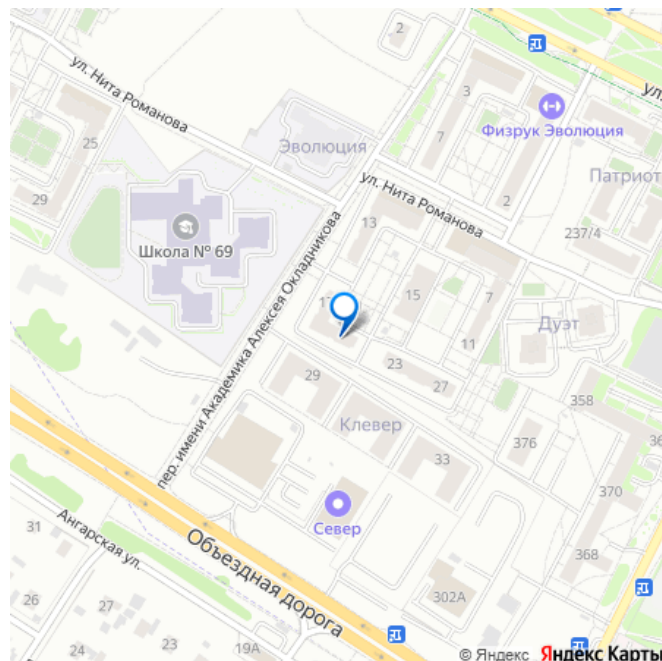 2
ул. Нита Романова
3
ул.
Физрук Эволюция
25
7
Эволюция
Патриот
29
ул. Нита Романова
2
Школа № 69
13
237/4
пер. имени Академика Алексея Окладникова
15
7
Дуэт
11
23
27
29
358
Клевер
376
33
370
Север
31
Объездная дорога
368
Ангарская ул.
302А
26
27
24
23
19А
© Яндекс Яндекс Карты